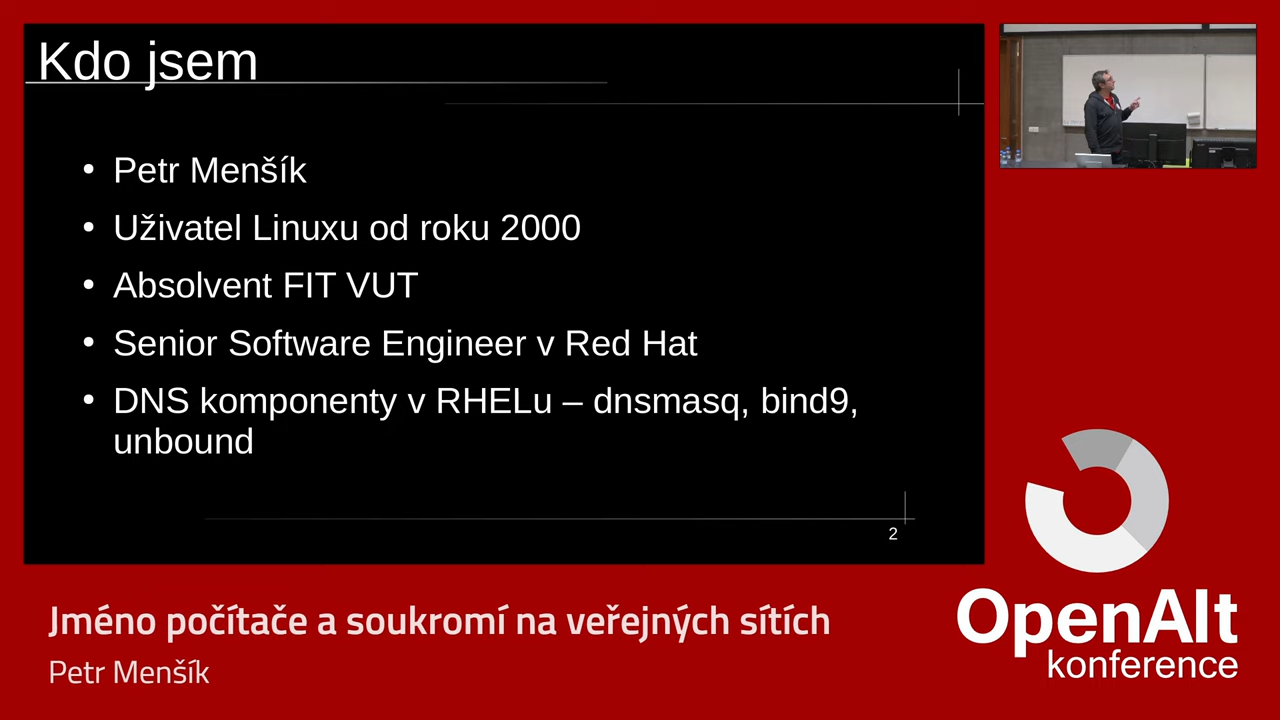 Kdo jsem
• Petr Menšík
• Uživatel Linuxu od roku 2000
• Absolvent FIT VUT
• Senior Software Engineer v Red Hat
• DNS komponenty v RHELu – dnsmasq, bind9,
unbound
2
Jméno počítače a soukromí na veřejných sítích
Petr Menšík
OpenAlt
konference